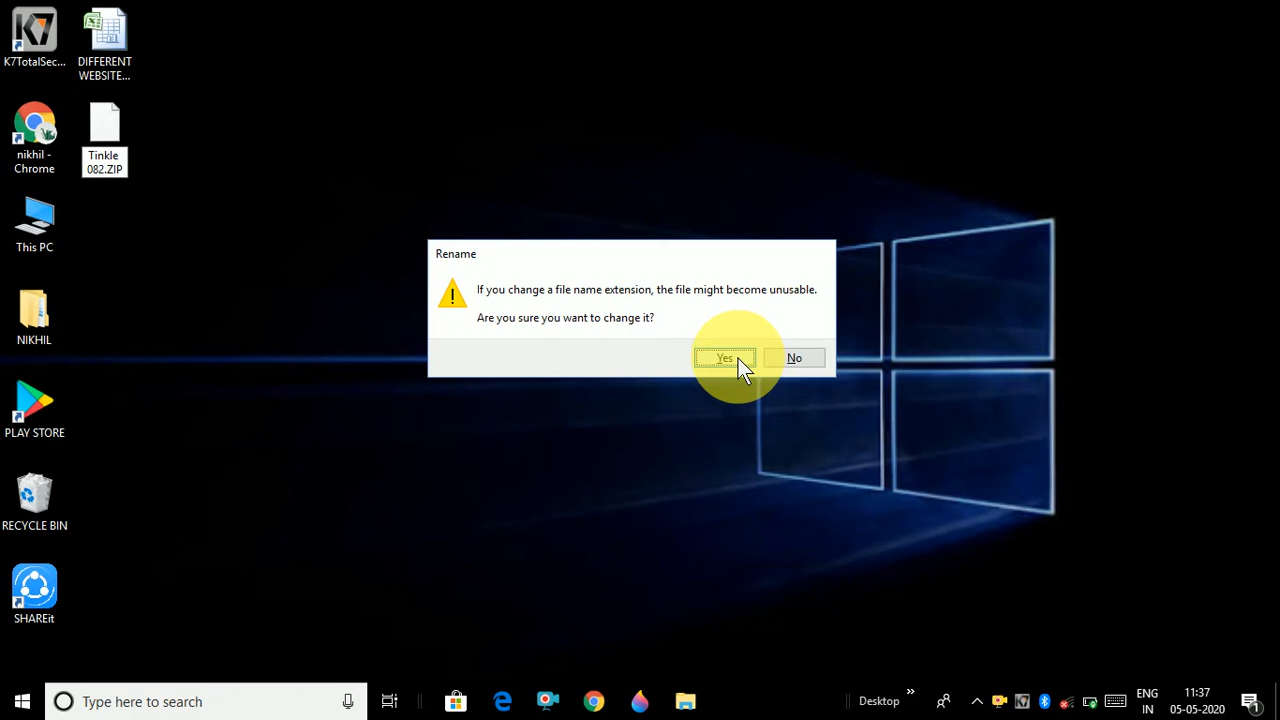 K7TotalSec...
DIFFERENT
WEBSITE...
nikhil -
Chrome
Tinkle
082.ZIP
This PC
NIKHIL
PLAY STORE
RECYCLE BIN
SHAREit
Rename
If you change a file name extension, the file might become unusable.
Are you sure you want to change it?
Yes
No
Type here to search
Desktop
ENG
IN
11:37
05-05-2020
1